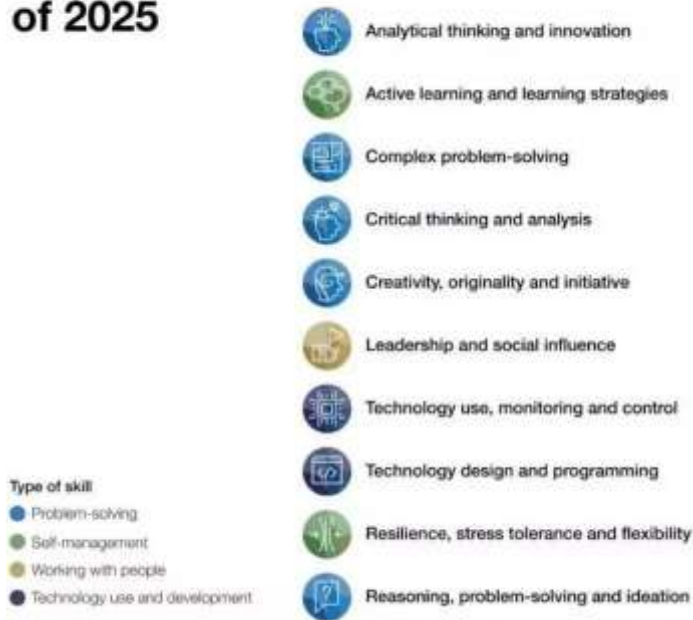 of 2025
Analytical thinking and innovation
Active learning and learning strategies
Complex problem-solving
Critical thinking and analysis
Creativity, originality and initiative
Leadership and social influence
Technology use, monitoring and control
Technology design and programming
Resilience, stress tolerance and flexibility
Reasoning, problem-solving and ideation
Type of skill
Problem-solving
Self-management
Working with people
Technology use and development